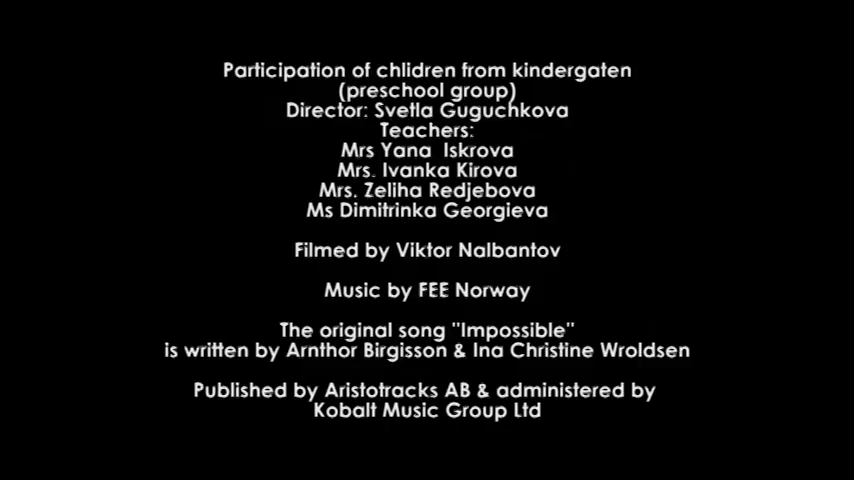 Participation of chlidren from kindergaten
(preschool group)
Director: Svetla Guguchkova
Teachers:
Mrs Yana Iskrova
Mrs. Ivanka Kirova
Mrs. Zeliha Redjebova
Ms Dimitrinka Georgieva
Filmed by Viktor Nalbantov
Music by FEE Norway
The original song "Impossible"
is written by Arnthor Birgisson & Ina Christine Wroldsen
Published by Aristotracks AB & administered by
Kobalt Music Group Ltd